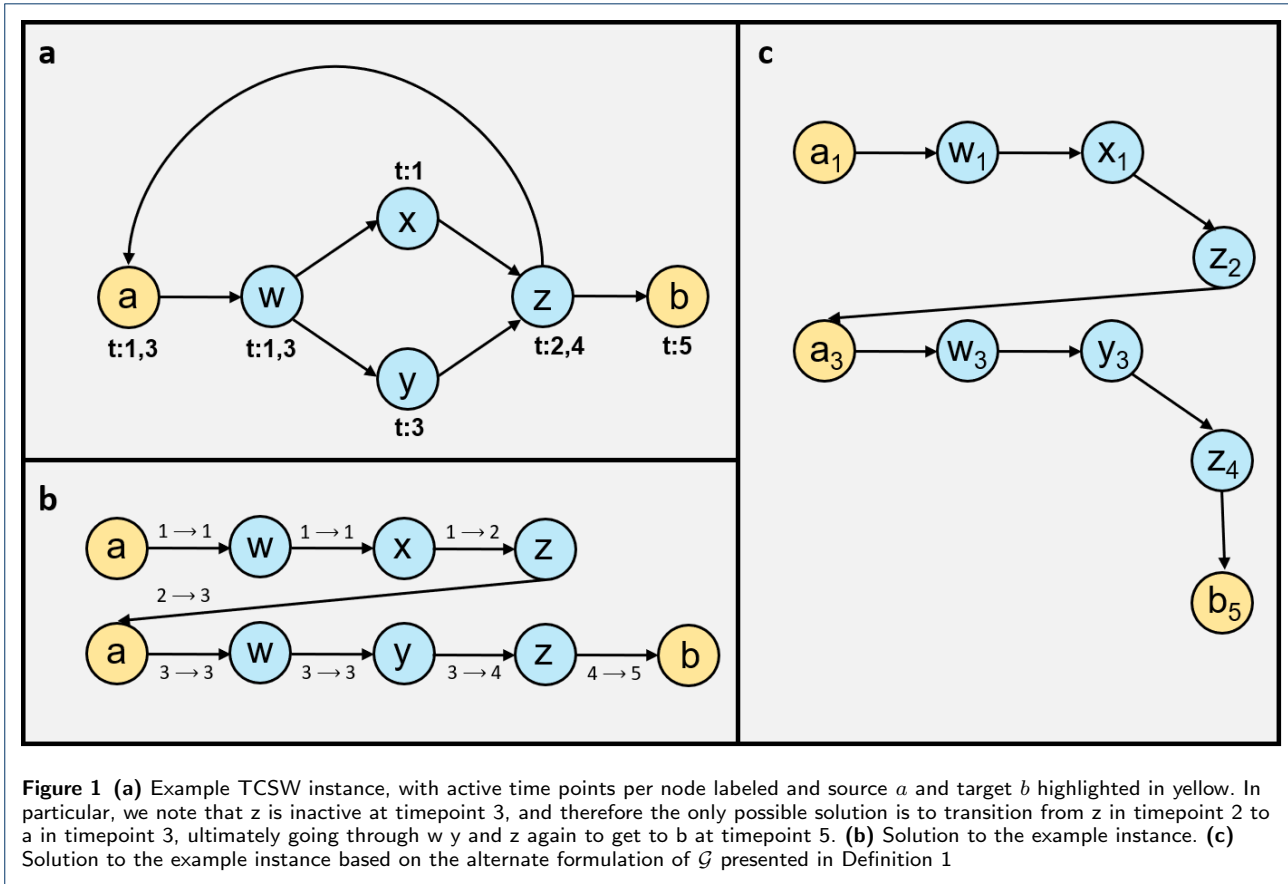 a
x
t:1
a
w
z
b
t:1,3
t:1,3
t:2,4
t:5
y
t:3
b
1 → 1
1 → 1
1 → 2
a
w
x
z
2 → 3
a
w
y
z
b
3 → 3
3 → 3
3 → 4
4 → 5
c
a₁
w₁
x₁
z₂
a₃
w₃
y₃
z₄
b₅
Figure 1 (a) Example TCSW instance, with active time points per node labeled and source a and target b highlighted in yellow. In
particular, we note that z is inactive at timepoint 3, and therefore the only possible solution is to transition from z in timepoint 2 to
a in timepoint 3, ultimately going through w y and z again to get to b at timepoint 5. (b) Solution to the example instance. (c)
Solution to the example instance based on the alternate formulation of 𝒢 presented in Definition 1